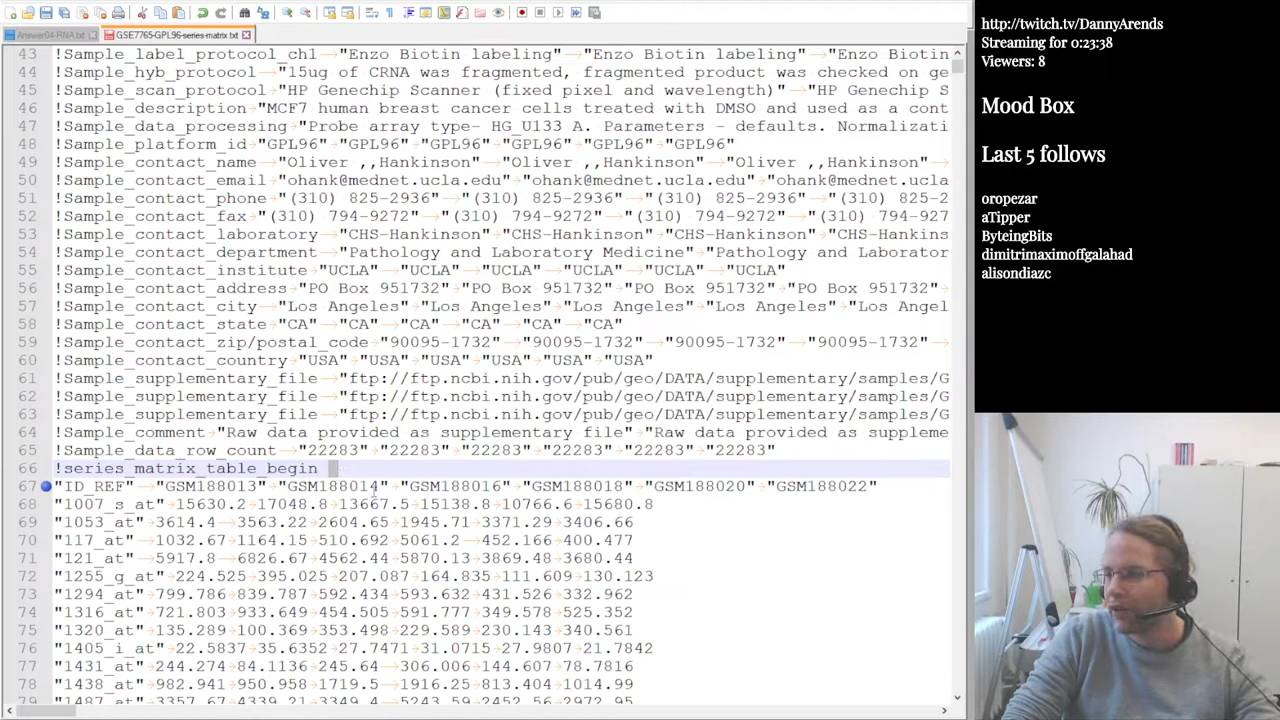 Answer04-RNA.txt GSE7765-GPL96-series-matrix.txt
43 !Sample_label_protocol_ch1 "Enzo Biotin labeling" "Enzo Biotin labeling" "Enzo Biotin
44 !Sample_hyb_protocol "15ug of CRNA was fragmented, fragmented product was checked on ge
45 !Sample_scan_protocol "HP Genechip Scanner (fixed pixel and wavelength)" "HP Genechip S
46 !Sample_description "MCF7 human breast cancer cells treated with DMSO and used as a cont
47 !Sample_data_processing "Probe array type- HG_U133 A. Parameters - defaults. Normalizati
48 !Sample_platform_id "GPL96" "GPL96" "GPL96" "GPL96" "GPL96" "GPL96"
49 !Sample_contact_name "Oliver ,,Hankinson" "Oliver ,,Hankinson" "Oliver ,,Hankinson"
50 !Sample_contact_email "ohank@mednet.ucla.edu" "ohank@mednet.ucla.edu" "ohank@mednet.ucla
51 !Sample_contact_phone "(310) 825-2936" "(310) 825-2936" "(310) 825-2936" "(310) 825-2
52 !Sample_contact_fax "(310) 794-9272" "(310) 794-9272" "(310) 794-9272" "(310) 794-927
53 !Sample_contact_laboratory "CHS-Hankinson" "CHS-Hankinson" "CHS-Hankinson" "CHS-Hankins
54 !Sample_contact_department "Pathology and Laboratory Medicine" "Pathology and Laborator
55 !Sample_contact_institute "UCLA" "UCLA" "UCLA" "UCLA" "UCLA" "UCLA"
56 !Sample_contact_address "PO Box 951732" "PO Box 951732" "PO Box 951732" "PO Box 951732"
57 !Sample_contact_city "Los Angeles" "Los Angeles" "Los Angeles" "Los Angeles" "Los Angel
58 !Sample_contact_state "CA" "CA" "CA" "CA" "CA" "CA"
59 !Sample_contact_zip/postal_code "90095-1732" "90095-1732" "90095-1732" "90095-1732"
60 !Sample_contact_country "USA" "USA" "USA" "USA" "USA" "USA"
61 !Sample_supplementary_file "ftp://ftp.ncbi.nih.gov/pub/geo/DATA/supplementary/samples/G
62 !Sample_supplementary_file "ftp://ftp.ncbi.nih.gov/pub/geo/DATA/supplementary/samples/G
63 !Sample_supplementary_file "ftp://ftp.ncbi.nih.gov/pub/geo/DATA/supplementary/samples/G
64 !Sample_comment "Raw data provided as supplementary file" "Raw data provided as suppleme
65 !Sample_data_row_count "22283" "22283" "22283" "22283" "22283" "22283"
66 !series_matrix_table_begin
67 "ID_REF" "GSM188013" "GSM188014" "GSM188016" "GSM188018" "GSM188020" "GSM188022"
68 "1007_s_at" 15630.2 17048.8 13667.5 15138.8 10766.6 15680.8
69 "1053_at" 3614.4 3563.22 2604.65 1945.71 3371.29 3406.66
70 "117_at" 1032.67 1164.15 510.692 5061.2 452.166 400.477
71 "121_at" 5917.8 6826.67 4562.44 5870.13 3869.48 3680.44
72 "1255_g_at" 224.525 395.025 207.087 164.835 111.609 130.123
73 "1294_at" 799.786 839.787 592.434 593.632 431.526 332.962
74 "1316_at" 721.803 933.649 454.505 591.777 349.578 525.352
75 "1320_at" 135.289 100.369 353.498 229.589 230.143 340.561
76 "1405_i_at" 22.5837 35.6352 27.7471 31.0715 27.9807 21.7842
77 "1431_at" 244.274 84.1136 245.64 306.006 144.607 78.7816
78 "1438_at" 982.941 950.958 1719.5 1916.25 813.404 1014.99
79 "1487_at" 3357.67 4339.21 3349.4 5243.59 2452.56 2972.95
http://twitch.tv/DannyArends
Streaming for 0:23:38
Viewers: 8
Mood Box
Last 5 follows
oropezar
aTipper
ByteingBits
dimitrimaximoffgalahad
alisondiazc